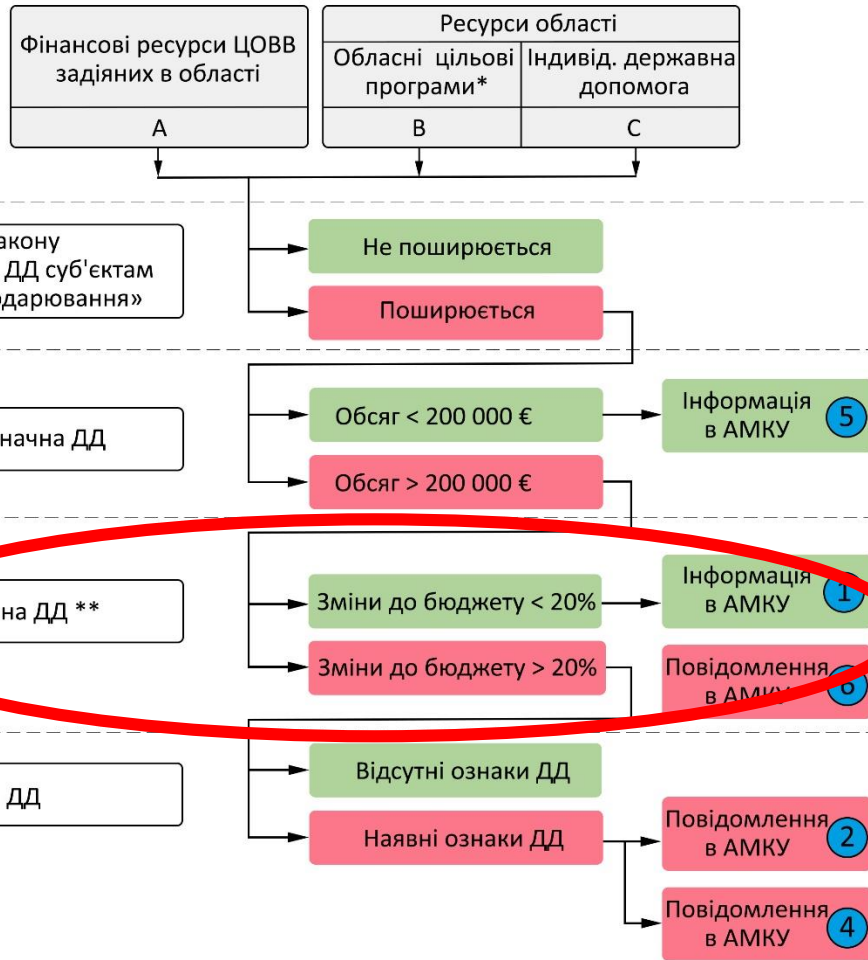 Фінансові ресурси ЦОВВ
задіяних в області
А
Ресурси області
Обласні цільові
програми*
В
Індивід. державна
допомога
С
акону
ДД суб'єктам
одарювання»
Не поширюється
Поширюється
начна ДД
Обсяг < 200 000 €
Інформація
в АМКУ
5
Обсяг > 200 000 €
на ДД **
Зміни до бюджету < 20%
Інформація
в АМКУ
1
Зміни до бюджету > 20%
Повідомлення
в АМКУ
6
ДД
Відсутні ознаки ДД
Наявні ознаки ДД
Повідомлення
в АМКУ
2
Повідомлення
в АМКУ
4